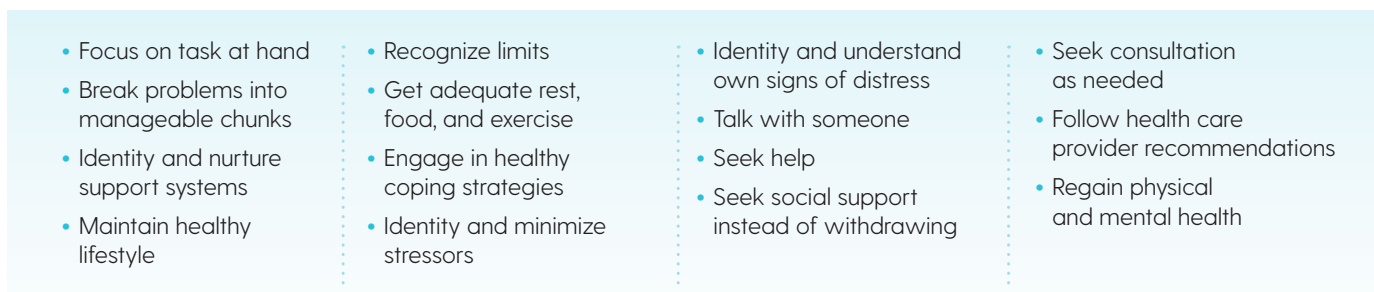 • Focus on task at hand
• Break problems into
manageable chunks
• Identity and nurture
support systems
• Maintain healthy
lifestyle
• Recognize limits
• Get adequate rest,
food, and exercise
• Engage in healthy
coping strategies
• Identity and minimize
stressors
• Identity and understand
own signs of distress
• Talk with someone
• Seek help
• Seek social support
instead of withdrawing
• Seek consultation
as needed
• Follow health care
provider recommendations
• Regain physical
and mental health